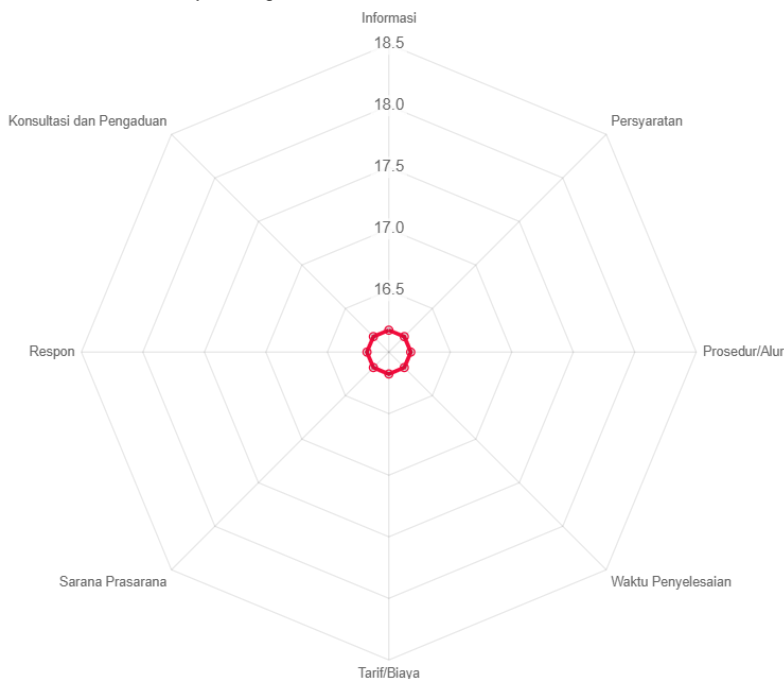 Informasi
18.5
Konsultasi dan Pengaduan
18.0
Persyaratan
17.5
17.0
16.5
Respon
Prosedur/Alur
Sarana Prasarana
Waktu Penyelesaian
Tarif/Biaya